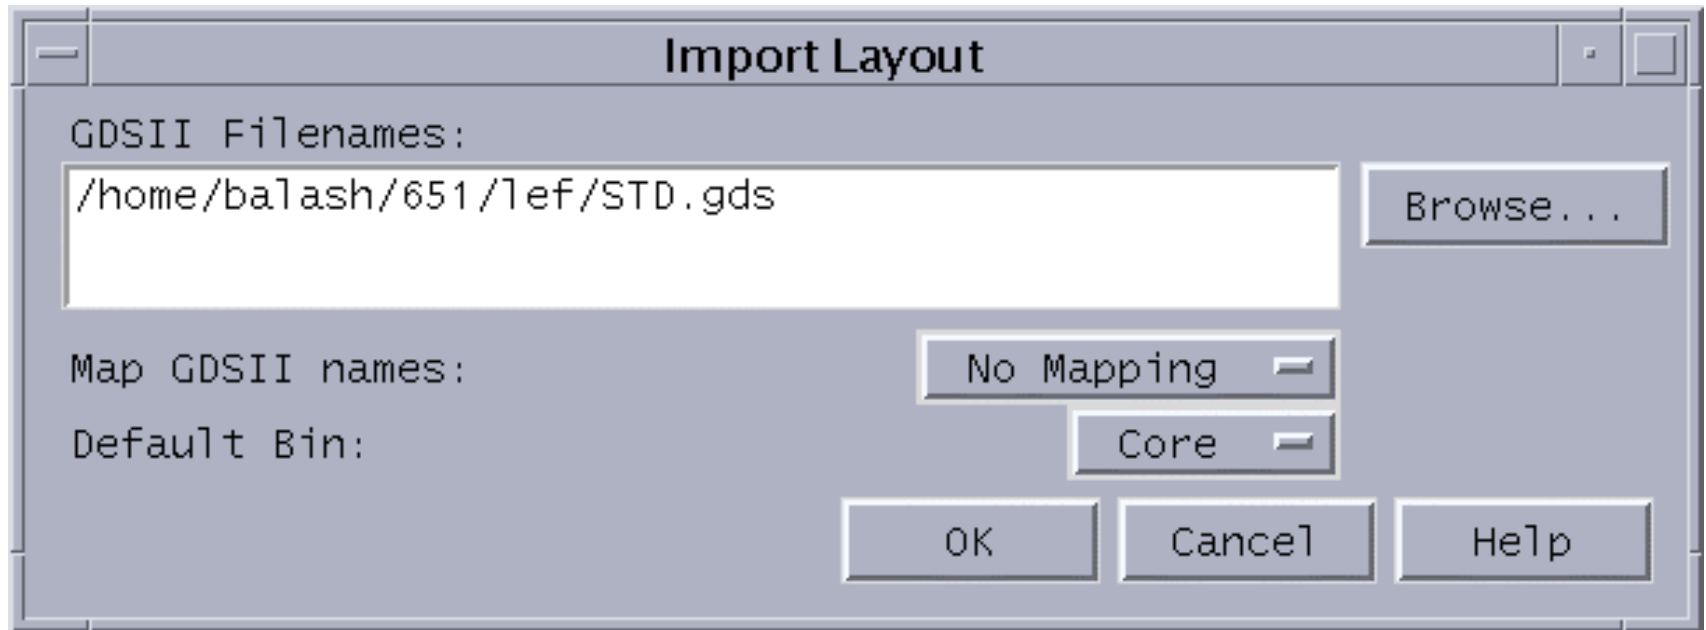 Import Layout
GDSII Filenames:
/home/balash/651/lef/STD.gds
Browse...
Map GDSII names:
No Mapping
Default Bin:
Core
OK
Cancel
Help